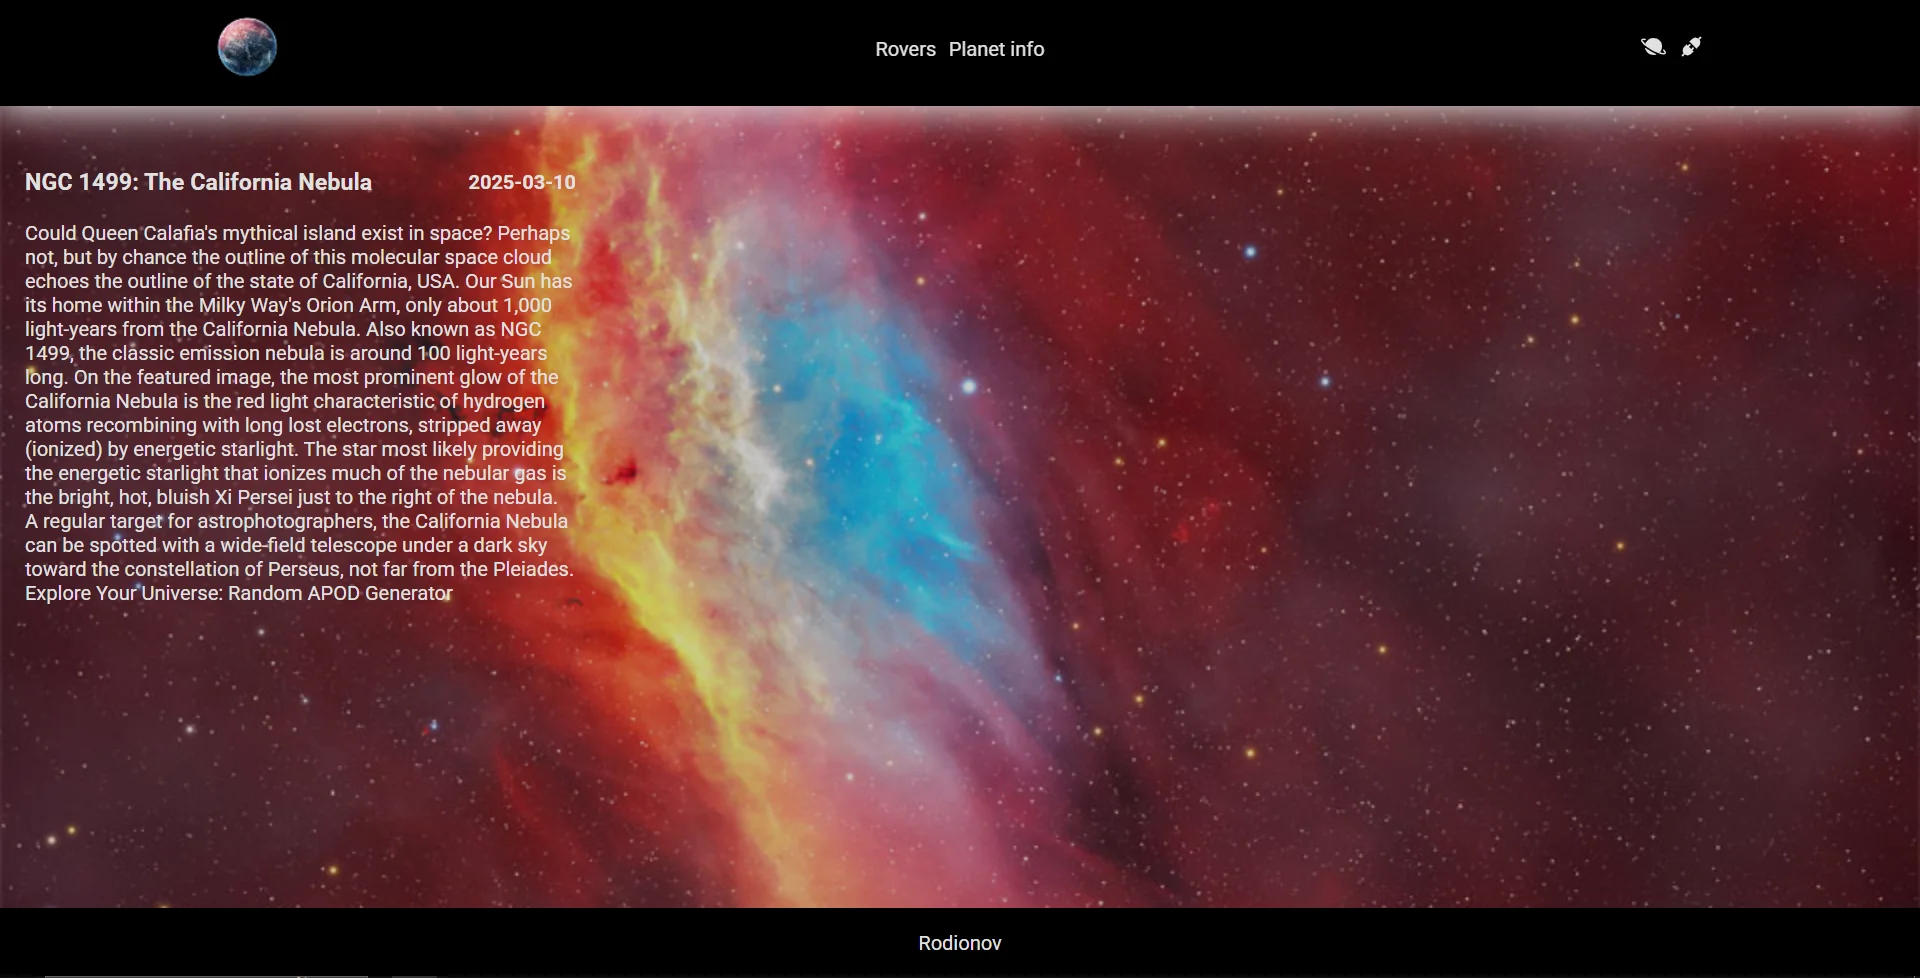 Rovers Planet info
NGC 1499: The California Nebula 2025-03-10
Could Queen Calafia's mythical island exist in space? Perhaps
not, but by chance the outline of this molecular space cloud
echoes the outline of the state of California, USA. Our Sun has
its home within the Milky Way's Orion Arm, only about 1,000
light-years from the California Nebula. Also known as NGC
1499, the classic emission nebula is around 100 light-years
long. On the featured image, the most prominent glow of the
California Nebula is the red light characteristic of hydrogen
atoms recombining with long lost electrons, stripped away
(ionized) by energetic starlight. The star most likely providing
the energetic starlight that ionizes much of the nebular gas is
the bright, hot, bluish Xi Persei just to the right of the nebula.
A regular target for astrophotographers, the California Nebula
can be spotted with a wide-field telescope under a dark sky
toward the constellation of Perseus, not far from the Pleiades.
Explore Your Universe: Random APOD Generator
Rodionov